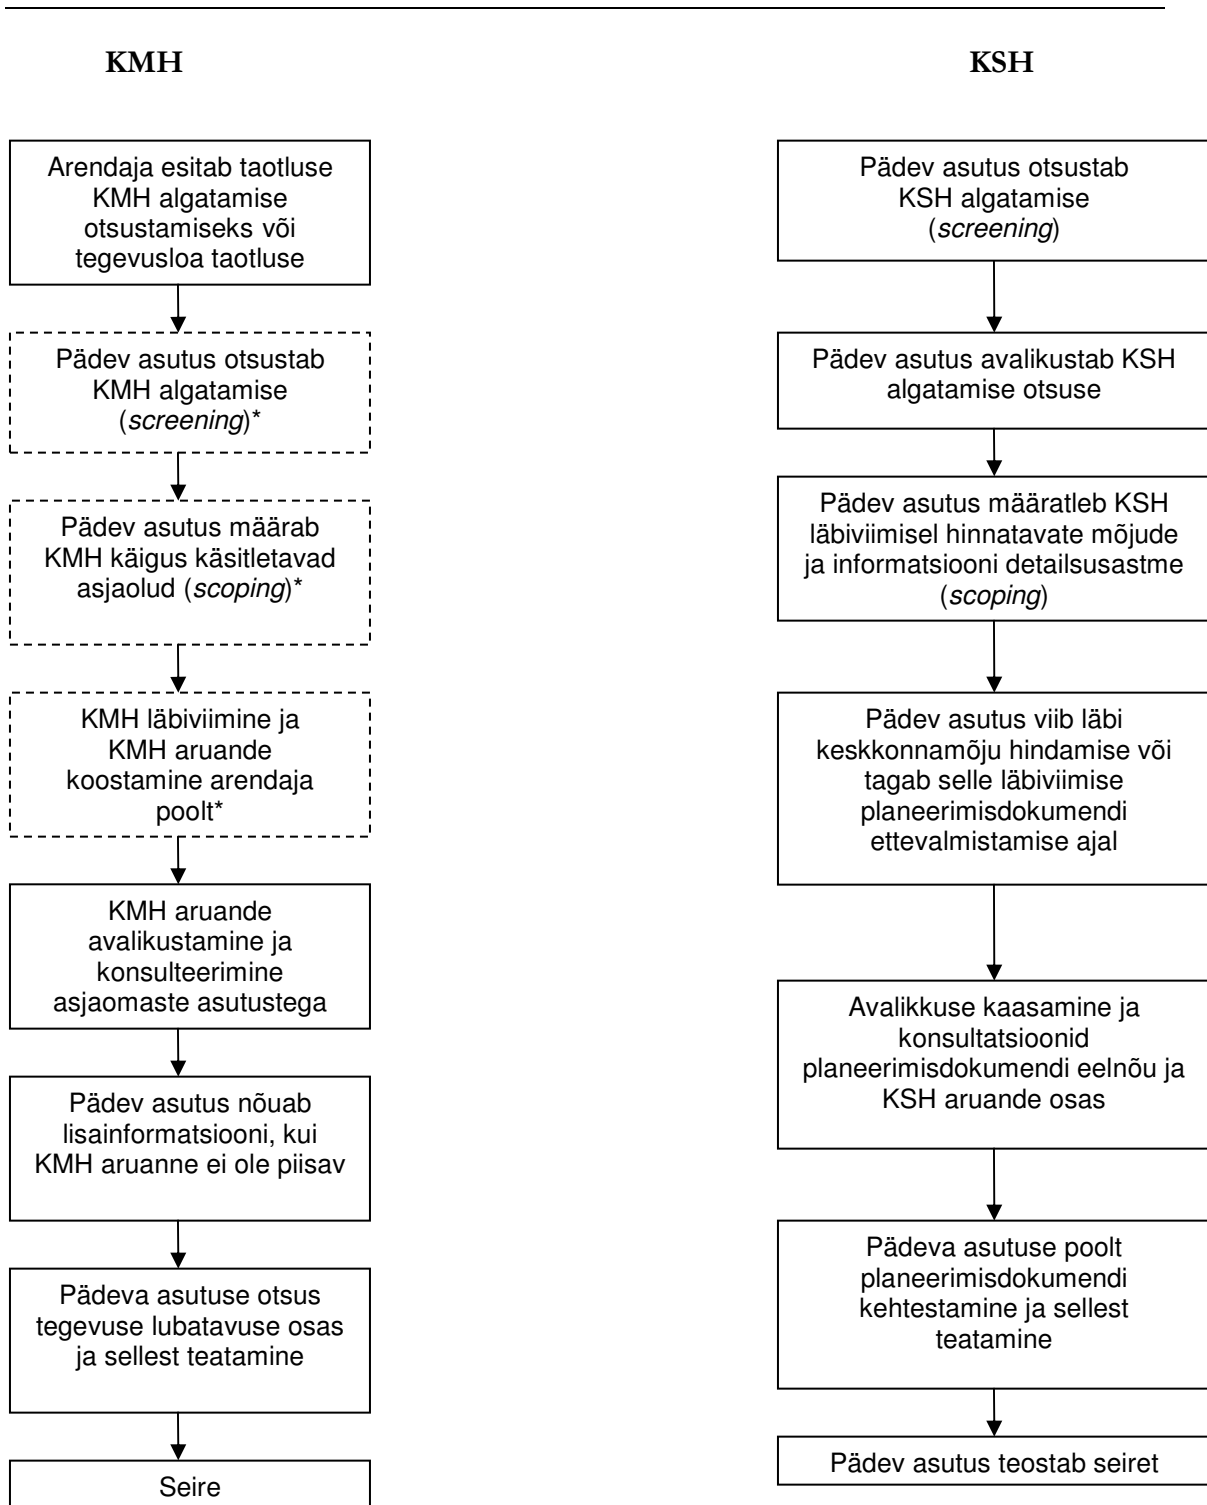 KMH
Arendaja esitab taotluse
KMH algatamise
otsustamiseks või
tegevusloa taotluse
Pädev asutus otsustab
KMH algatamise
(screening)*
Pädev asutus määrab
KMH käigus käsitletavad
asjaolud (scoping)*
KMH läbiviimine ja
KMH aruande
koostamine arendaja
poolt*
KMH aruande
avalikustamine ja
konsulteerimine
asjaomaste asutustega
Pädev asutus nõuab
lisainformatsiooni, kui
KMH aruanne ei ole piisav
Pädeva asutuse otsus
tegevuse lubatavuse osas
ja sellest teatamine
Seire
KSH
Pädev asutus otsustab
KSH algatamise
(screening)
Pädev asutus avalikustab KSH
algatamise otsuse
Pädev asutus määratleb KSH
läbiviimisel hinnatavate mõjude
ja informatsiooni detailsusastme
(scoping)
Pädev asutus viib läbi
keskkonnamõju hindamise või
tagab selle läbiviimise
planeerimisdokumendi
ettevalmistamise ajal
Avalikkuse kaasamine ja
konsultatsioonid
planeerimisdokumendi eelnõu ja
KSH aruande osas
Pädeva asutuse poolt
planeerimisdokumendi
kehtestamine ja sellest
teatamine
Pädev asutus teostab seiret